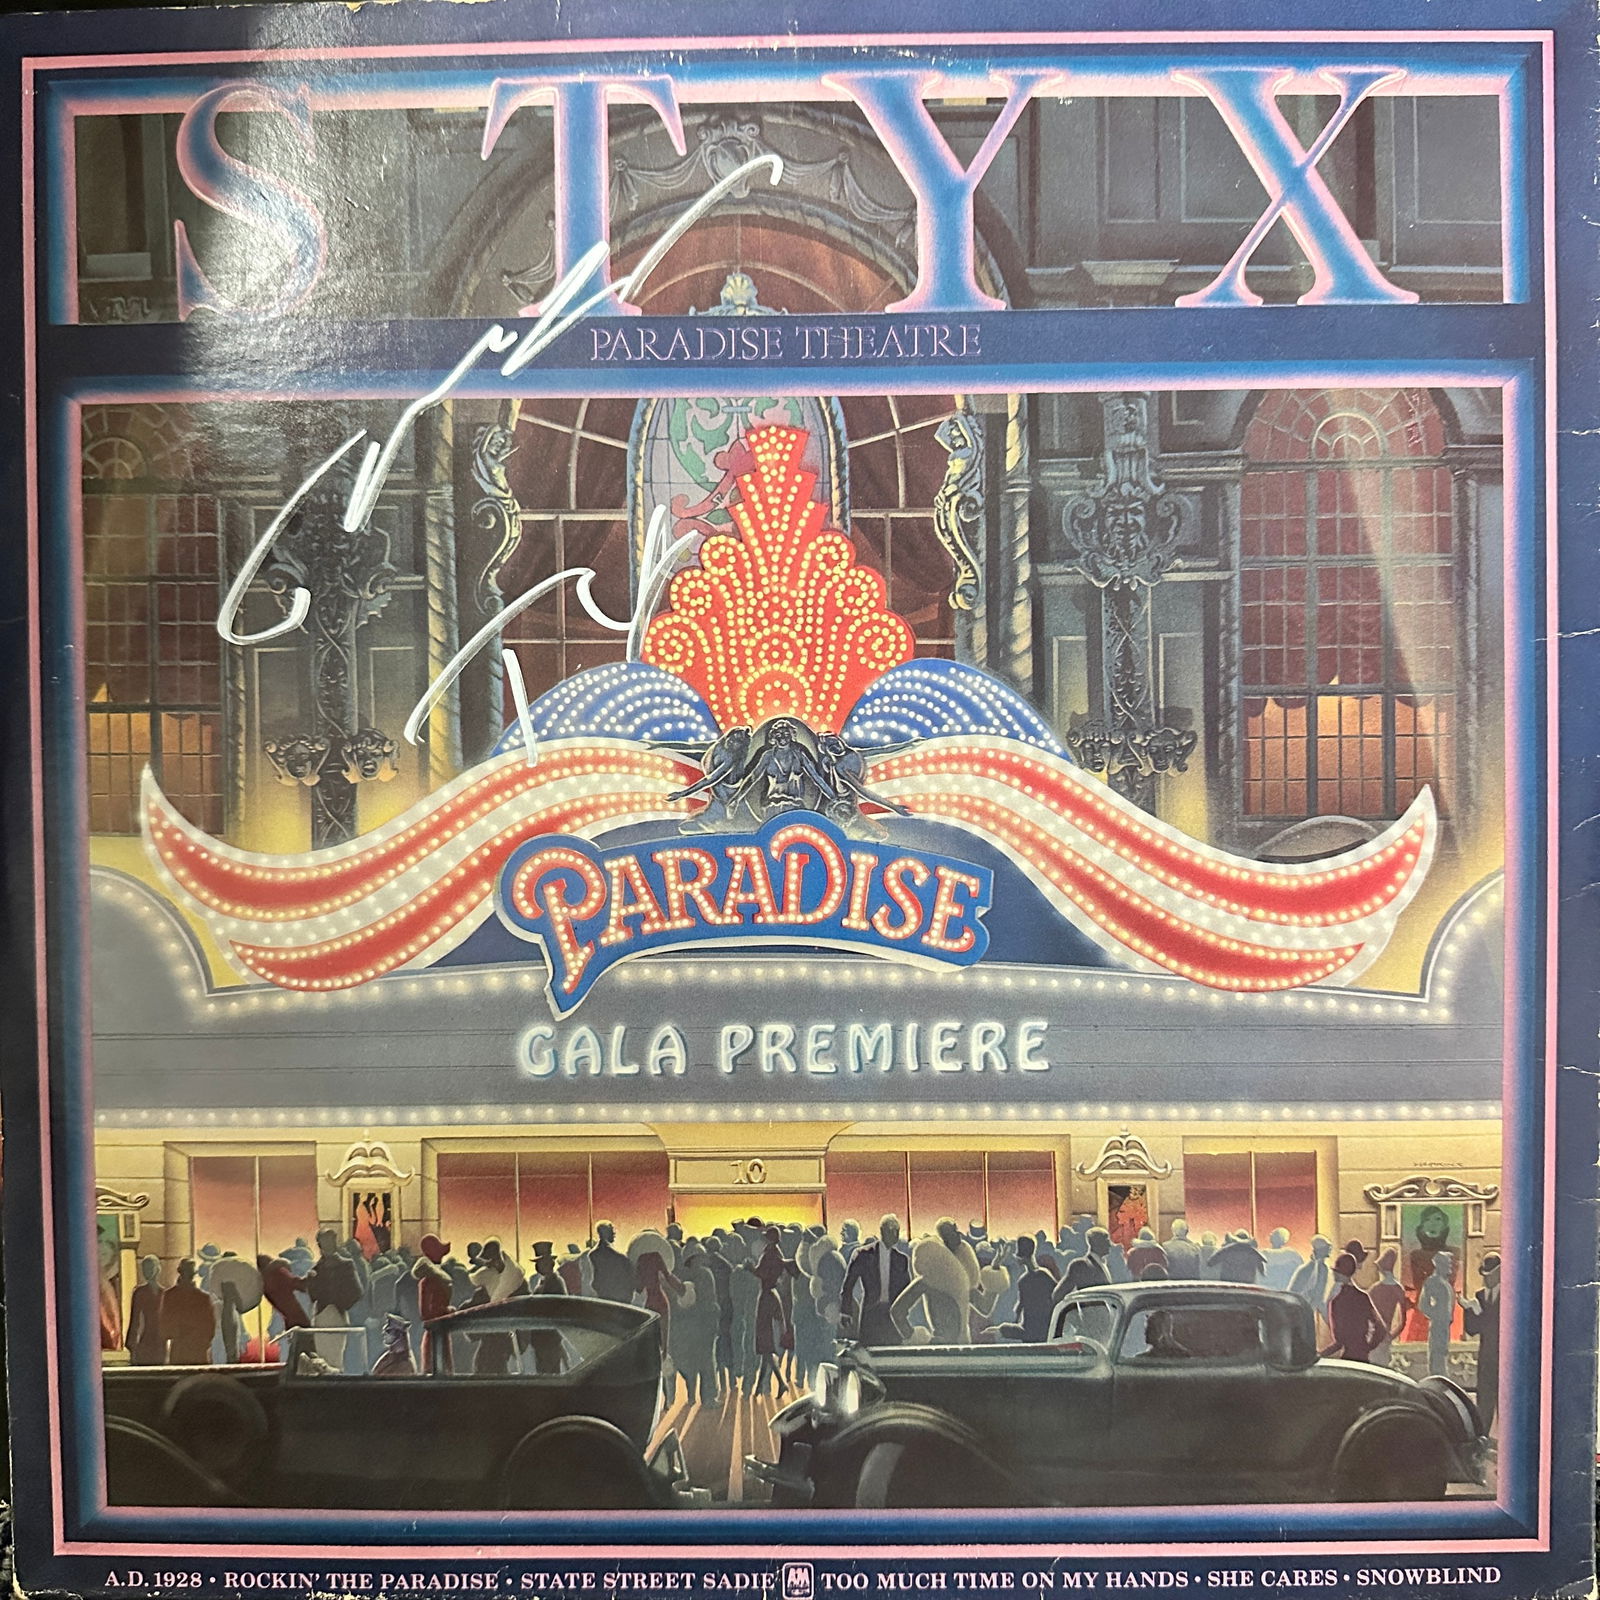 STYX
PARADISE THEATRE
PARADISE
GALA PREMIERE
10
A.D. 1928 • ROCKIN' THE PARADISE • STATE STREET SADIE A&M TOO MUCH TIME ON MY HANDS • SHE CARES • SNOWBLIND